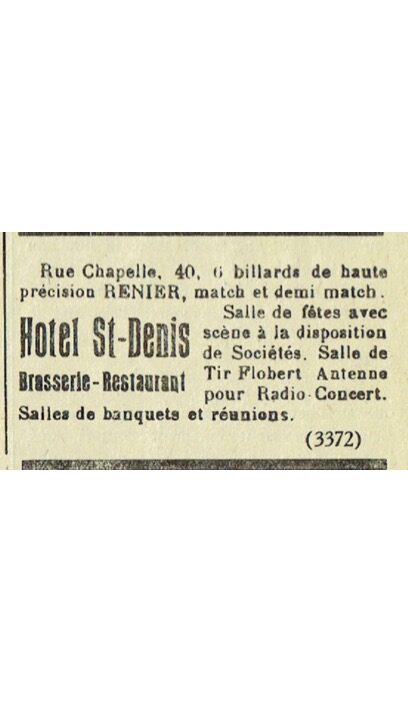 Rue Chapelle, 40, 6 billards de haute
précision RENIER, match et demi match.
Hotel St-Denis
Brasserie-Restaurant
Salle de fêtes avec
scène à la disposition
de Sociétés. Salle de
Tir Flobert Antenne
pour Radio-Concert.
Salles de banquets et réunions.
(3372)